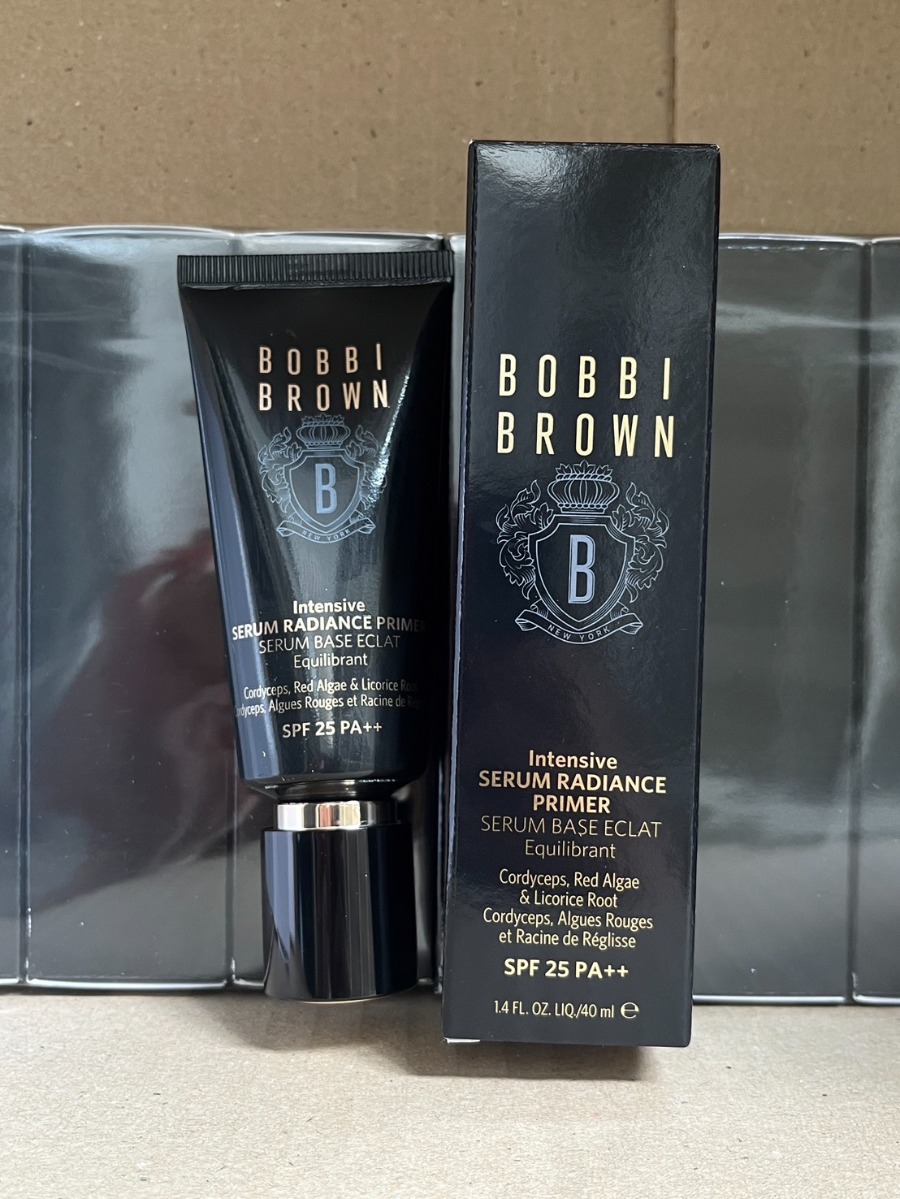 BOBBI
BROWN
B
NEW YORK
Intensive
SERUM RADIANCE PRIMER
SERUM BASE ECLAT
Equilibrant
Cordyceps, Red Algae & Licorice
Algues Rouges et Racine de
SPF 25 PA++
BOBBI
BROWN
B
NEW YORK
Intensive
SERUM RADIANCE
PRIMER
SERUM BASE ECLAT
Equilibrant
Cordyceps, Red Algae
& Licorice Root
Cordyceps, Algues Rouges
et Racine de Réglisse
SPF 25 PA++
1.4 FL. OZ. LIQ./40 ml ℮